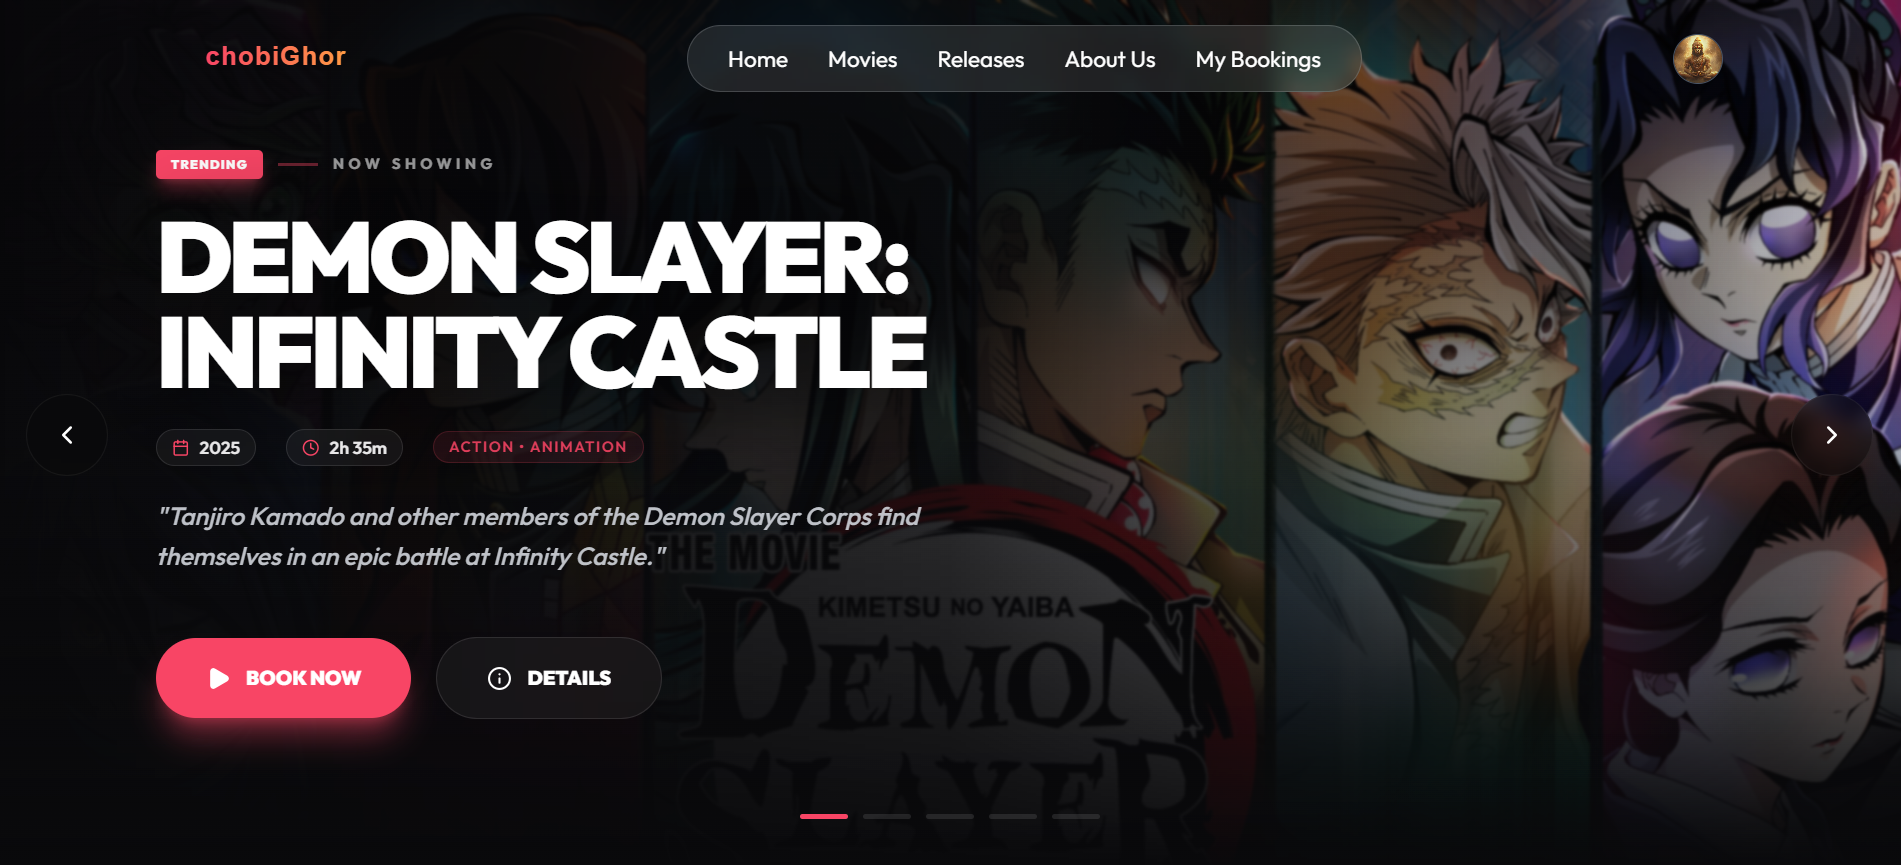 chobiGhor
Home Movies Releases About Us My Bookings
TRENDING NOW SHOWING
DEMON SLAYER:
INFINITY CASTLE
2025 2h 35m ACTION • ANIMATION
"Tanjiro Kamado and other members of the Demon Slayer Corps find
themselves in an epic battle at Infinity Castle."
THE MOVIE
KIMETSU NO YAIBA
DEMON
SLAYER
BOOK NOW DETAILS